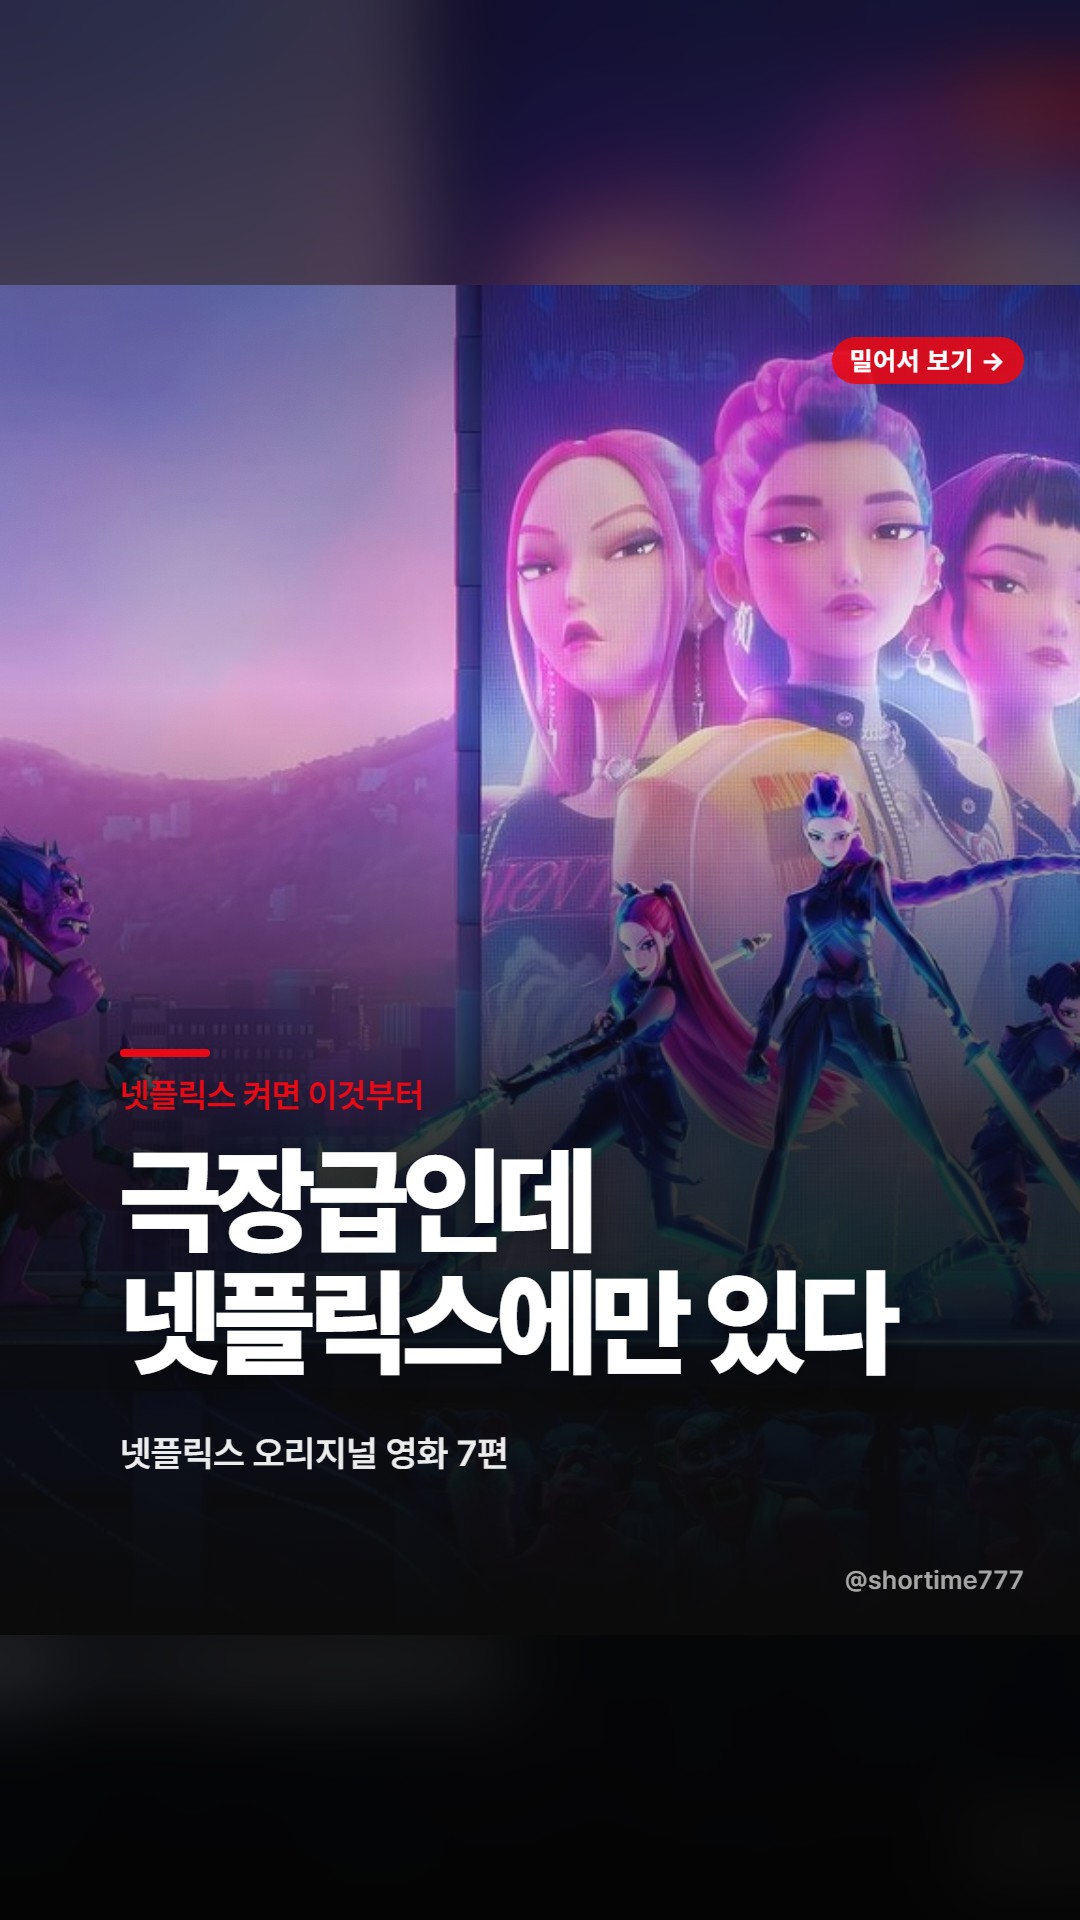 WORLD
밀어서 보기 →
넷플릭스 켜면 이것부터
극장급인데
넷플릭스에만 있다
넷플릭스 오리지널 영화 7편
@shortime777